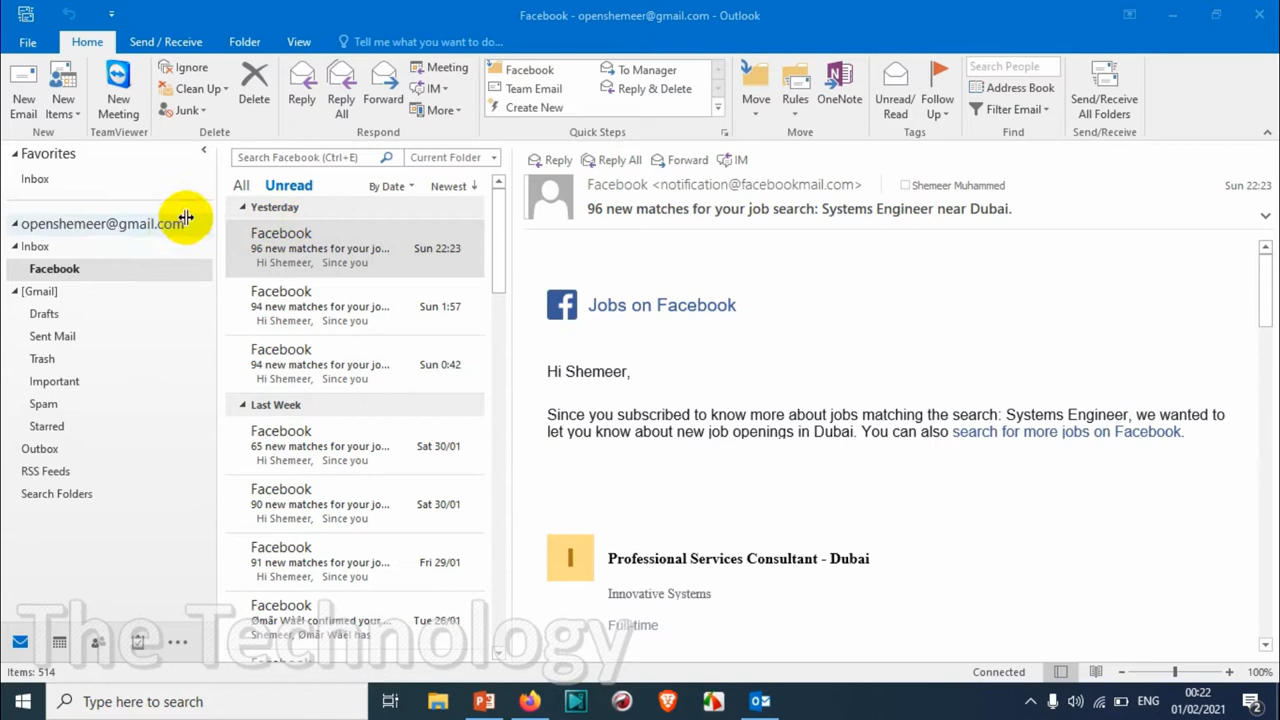 Facebook - openshemeer@gmail.com - Outlook
File Home Send / Receive Folder View Tell me what you want to do...
New Email
New Items
New Meeting
Ignore
Clean Up
Junk
Delete
Reply
Reply All
Forward
Meeting
IM
More
Facebook
Team Email
Create New
To Manager
Reply & Delete
Move
Rules
OneNote
Unread/ Read
Follow Up
Search People
Address Book
Filter Email
Send/Receive All Folders
New TeamViewer Delete Respond Quick Steps Move Tags Find Send/Receive
Favorites
Inbox
openshemeer@gmail.com
Inbox
Facebook
[Gmail]
Drafts
Sent Mail
Trash
Important
Spam
Starred
Outbox
RSS Feeds
Search Folders
Search Facebook (Ctrl+E) Current Folder
All Unread By Date Newest ↓
Yesterday
Facebook
96 new matches for your jo... Sun 22:23
Hi Shemeer, Since you
Facebook
94 new matches for your jo... Sun 1:57
Hi Shemeer, Since you
Facebook
94 new matches for your jo... Sun 0:42
Hi Shemeer, Since you
Last Week
Facebook
65 new matches for your jo... Sat 30/01
Hi Shemeer, Since you
Facebook
90 new matches for your jo... Sat 30/01
Hi Shemeer, Since you
Facebook
91 new matches for your jo... Fri 29/01
Hi Shemeer, Since you
Facebook
Ømår Wàêl confirmed your ... Tue 26/01
Shemeer, Ømår Wàêl has
Reply Reply All Forward IM
Facebook <notification@facebookmail.com> Shemeer Muhammed Sun 22:23
96 new matches for your job search: Systems Engineer near Dubai.
Jobs on Facebook
Hi Shemeer,
Since you subscribed to know more about jobs matching the search: Systems Engineer, we wanted to
let you know about new job openings in Dubai. You can also search for more jobs on Facebook.
I
Professional Services Consultant - Dubai
Innovative Systems
Full-time
The Technology
Items: 514 Connected 100%
Type here to search
ENG
00:22
01/02/2021
2